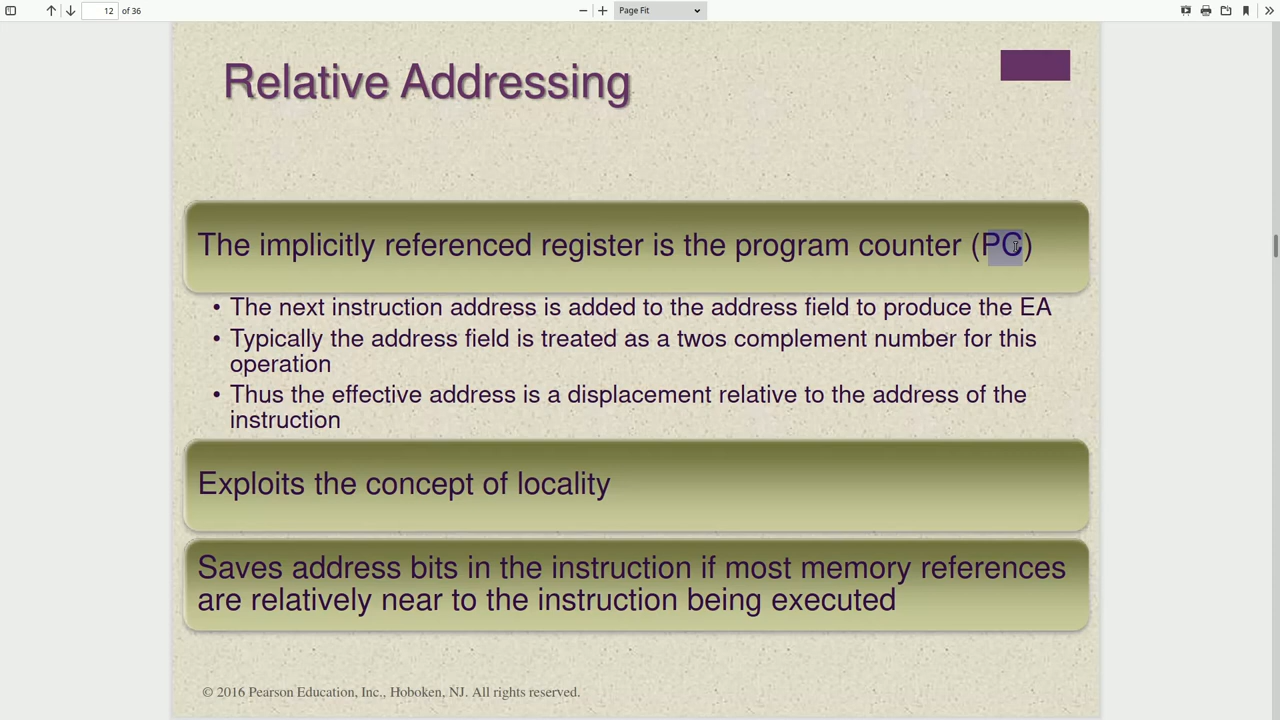 12 of 36
Page Fit
Relative Addressing
The implicitly referenced register is the program counter (PC)
• The next instruction address is added to the address field to produce the EA
• Typically the address field is treated as a twos complement number for this
operation
• Thus the effective address is a displacement relative to the address of the
instruction
Exploits the concept of locality
Saves address bits in the instruction if most memory references
are relatively near to the instruction being executed
© 2016 Pearson Education, Inc., Hoboken, NJ. All rights reserved.